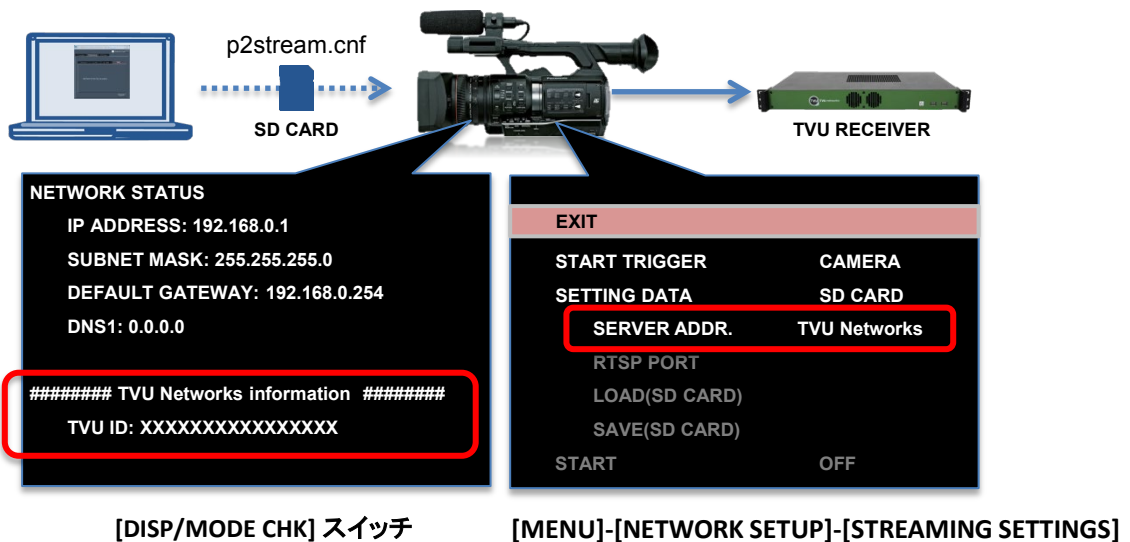 p2stream.cnf
SD CARD
TVU RECEIVER
NETWORK STATUS
IP ADDRESS: 192.168.0.1
SUBNET MASK: 255.255.255.0
DEFAULT GATEWAY: 192.168.0.254
DNS1: 0.0.0.0
######## TVU Networks information ########
TVU ID: XXXXXXXXXXXXXXXX
EXIT
START TRIGGER CAMERA
SETTING DATA SD CARD
SERVER ADDR. TVU Networks
RTSP PORT
LOAD(SD CARD)
SAVE(SD CARD)
START OFF
[DISP/MODE CHK] スイッチ
[MENU]-[NETWORK SETUP]-[STREAMING SETTINGS]